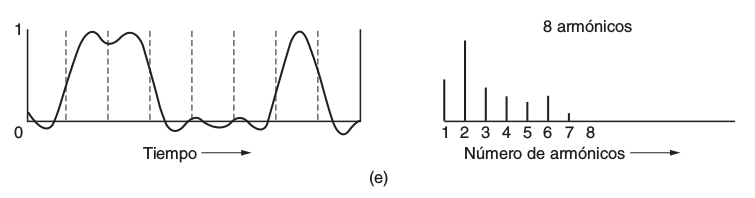 8 armónicos
1
0
Tiempo
1 2 3 4 5 6 7 8
Número de armónicos
(e)